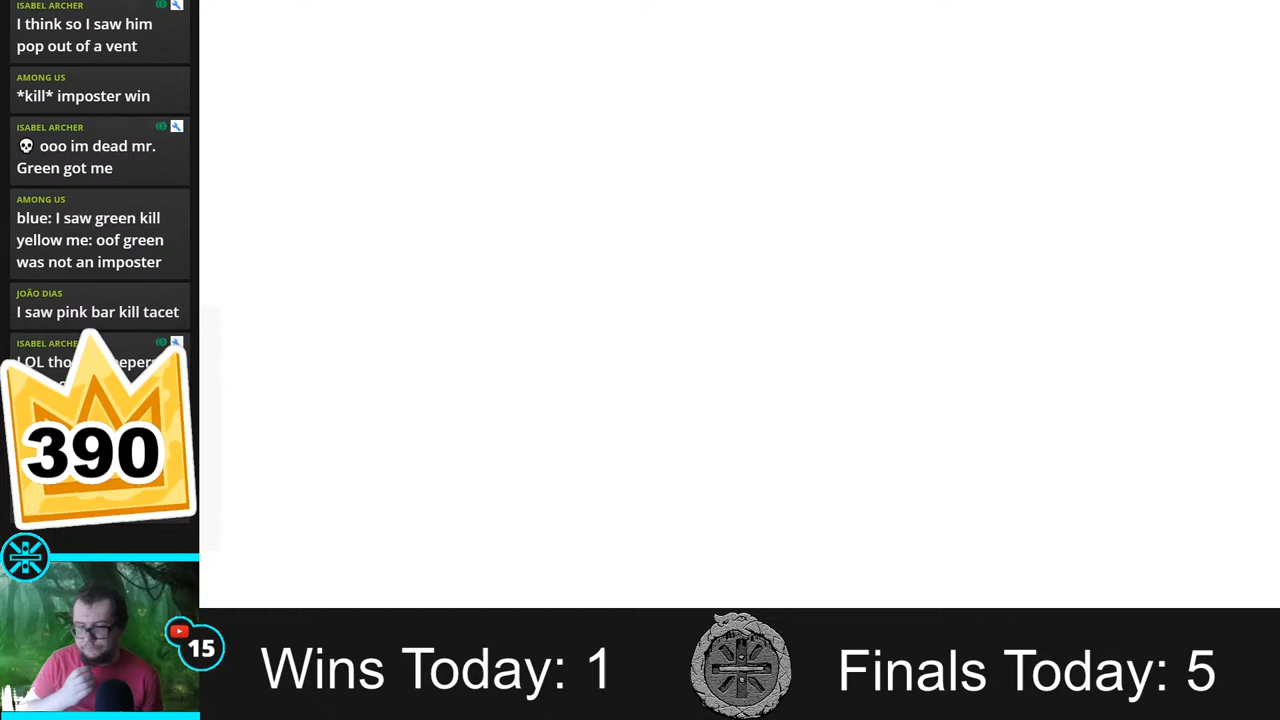 ISABEL ARCHER
I think so I saw him
pop out of a vent
AMONG US
*kill* imposter win
ISABEL ARCHER
💀 ooo im dead mr.
Green got me
AMONG US
blue: I saw green kill
yellow me: oof green
was not an imposter
JOÃO DIAS
I saw pink bar kill tacet
ISABEL
LOL
390
15
Wins Today: 1
Finals Today: 5